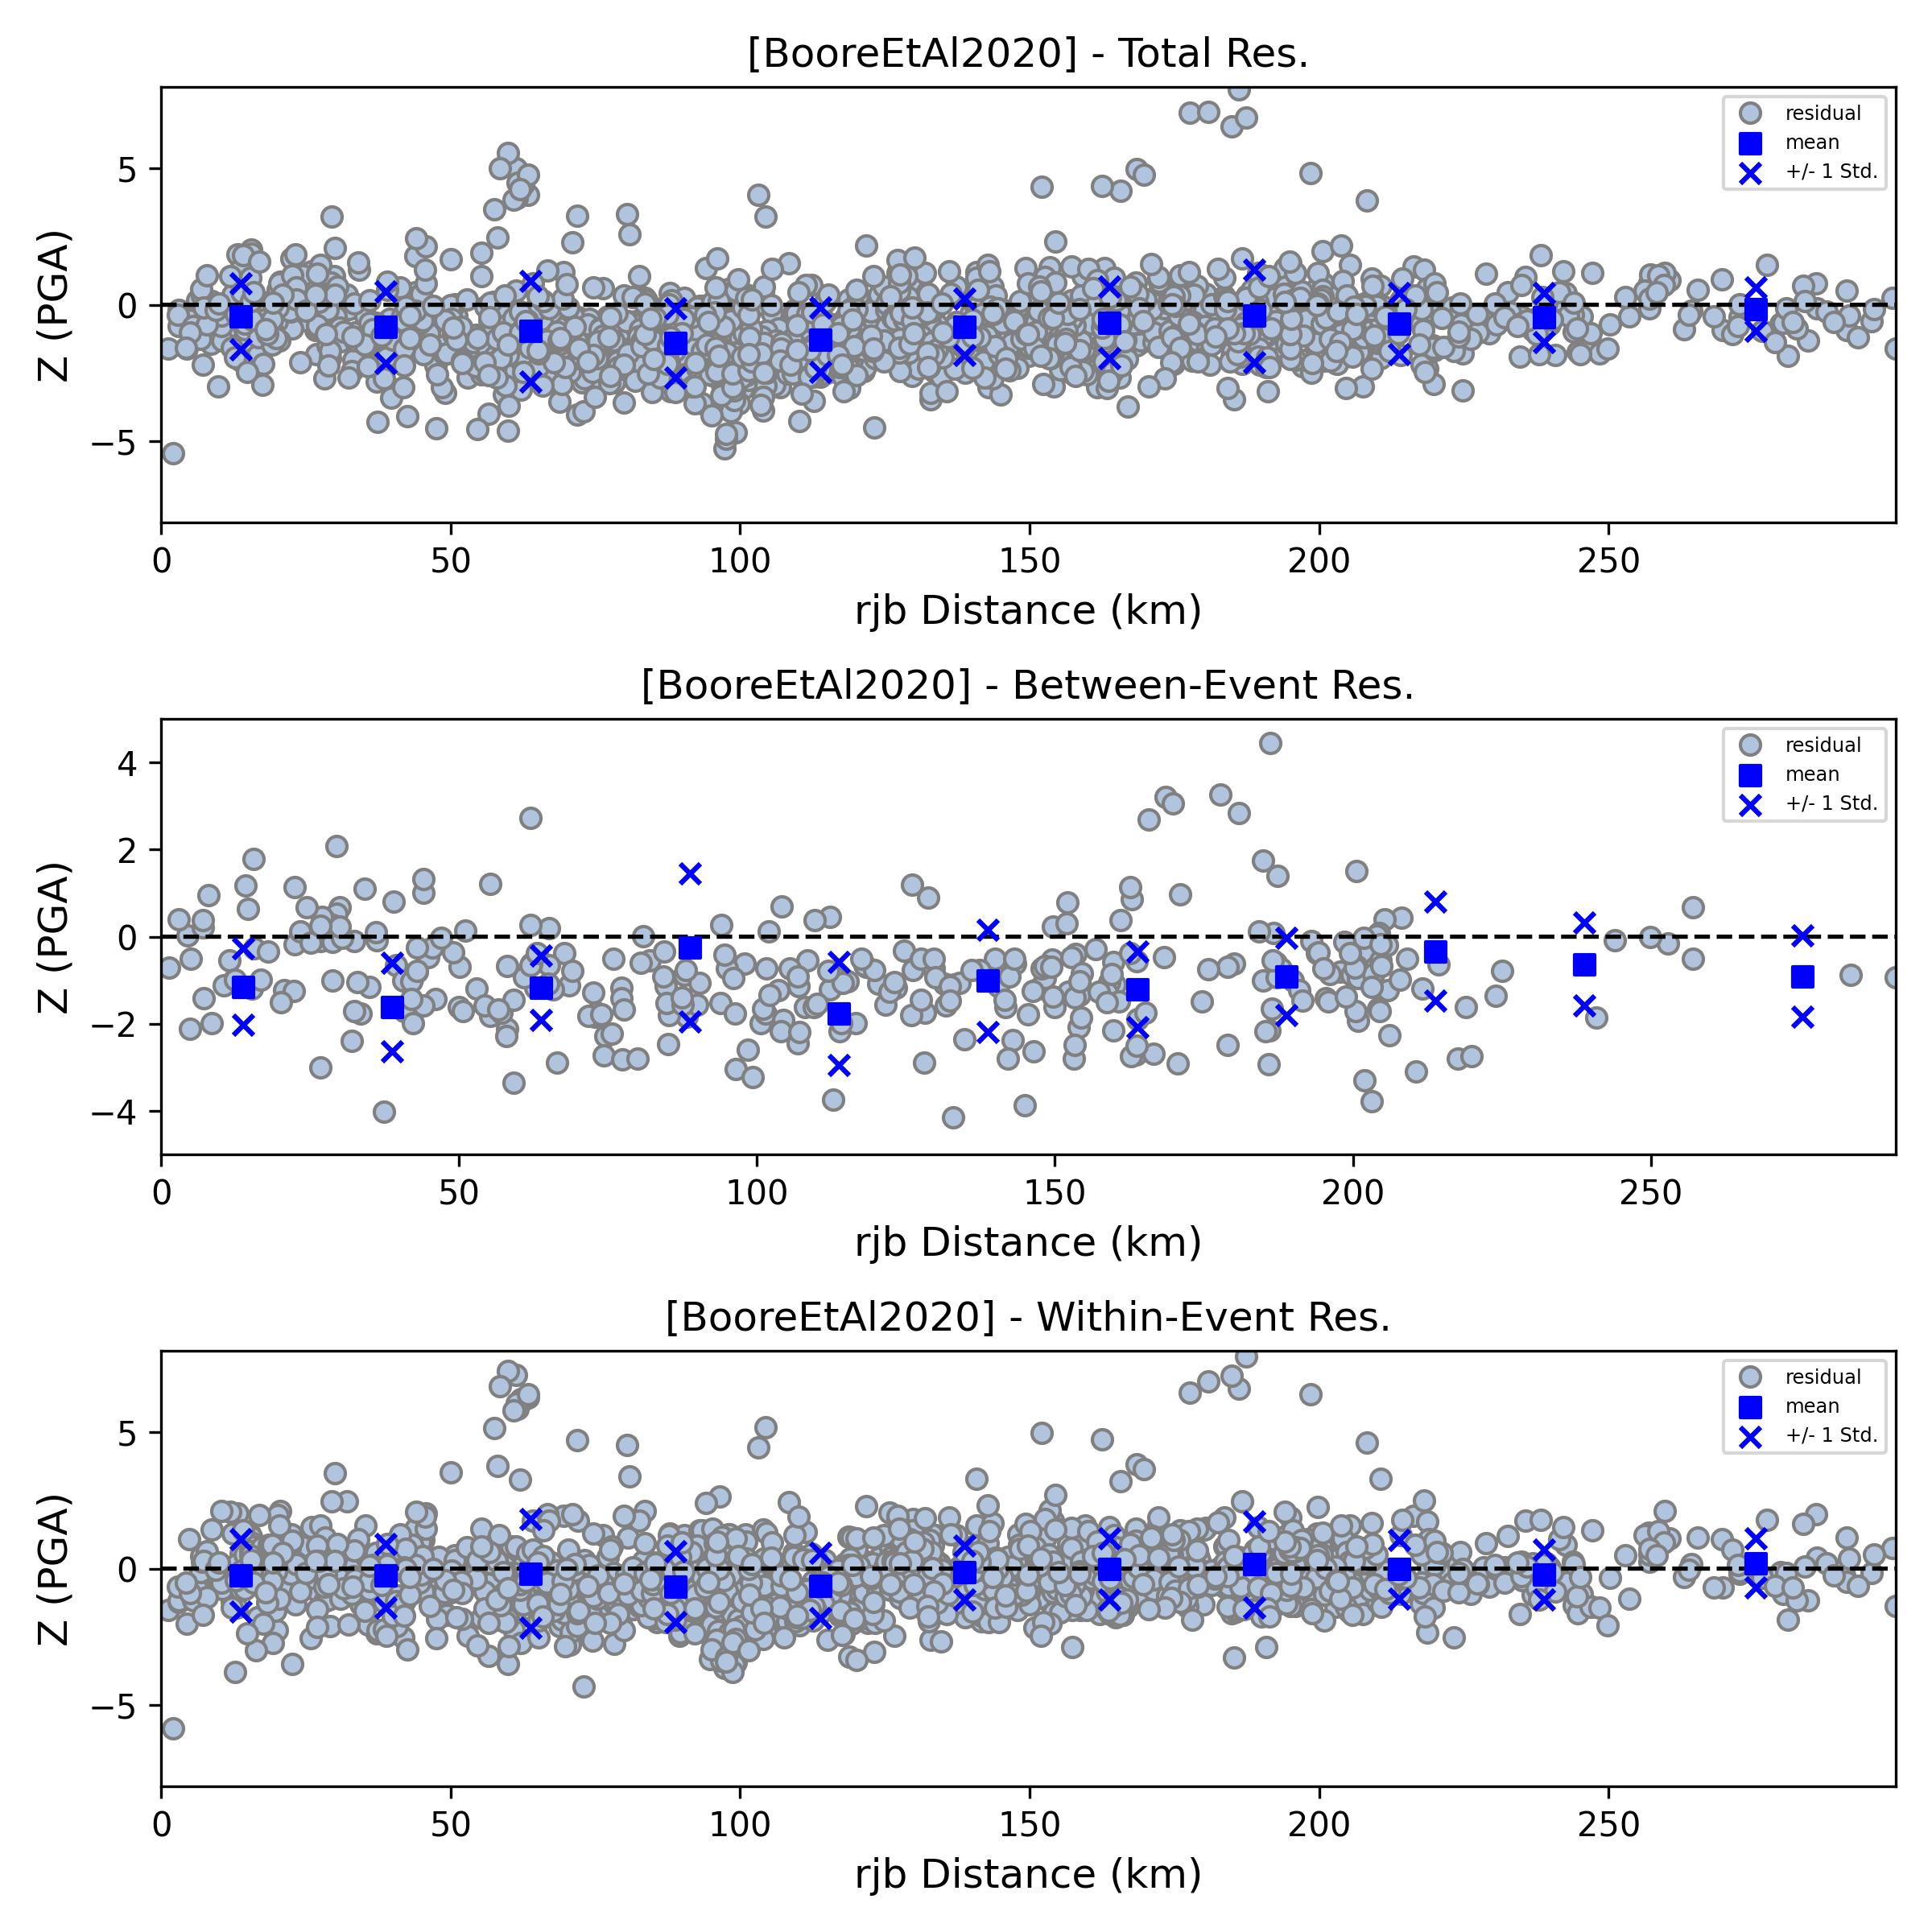 [BooreEtAl2020] - Total Res.
residual
mean
+/- 1 Std.
Z (PGA)
5
0
−5
0 50 100 150 200 250
rjb Distance (km)
[BooreEtAl2020] - Between-Event Res.
residual
mean
+/- 1 Std.
Z (PGA)
4
2
0
−2
−4
0 50 100 150 200 250
rjb Distance (km)
[BooreEtAl2020] - Within-Event Res.
residual
mean
+/- 1 Std.
Z (PGA)
5
0
−5
0 50 100 150 200 250
rjb Distance (km)